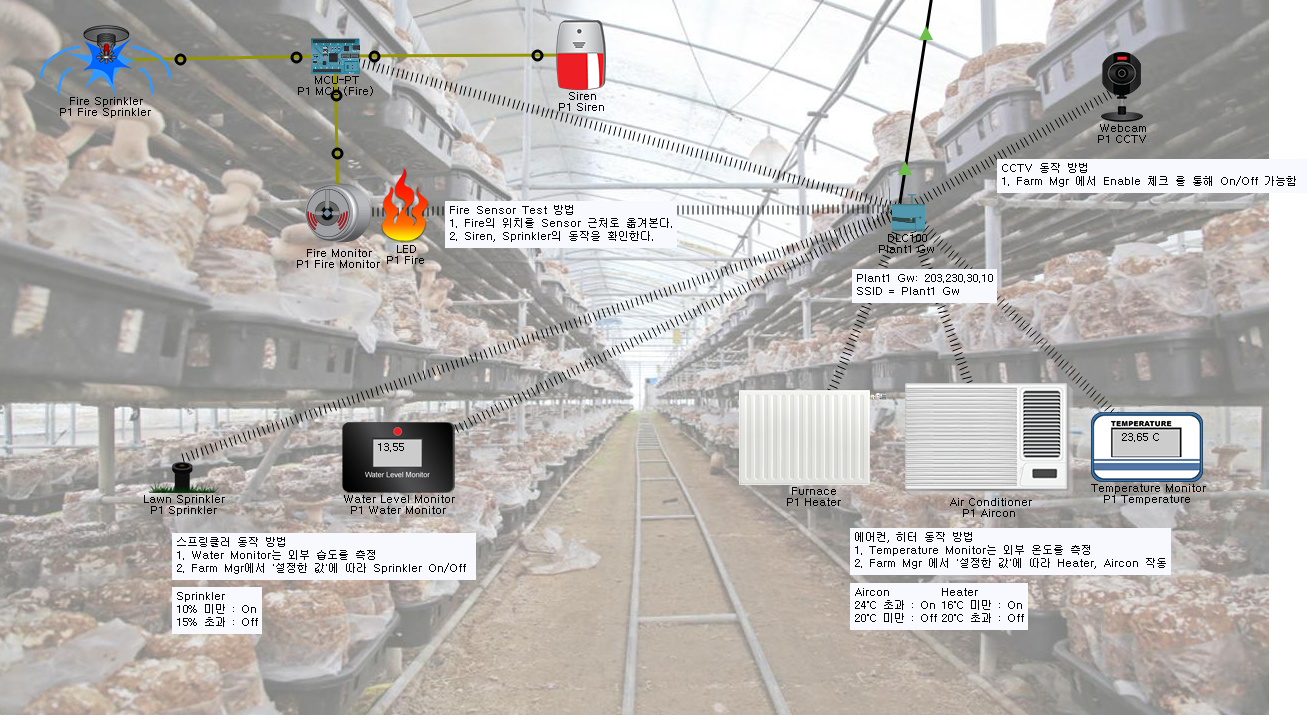 Fire Sprinkler
P1 Fire Sprinkler
MCU-PT
P1 MCU (Fire)
Siren
P1 Siren
Webcam
P1 CCTV
CCTV 동작 방법
1. Farm Mgr 에서 Enable 체크 를 통해 On/Off 가능함
Fire Monitor
P1 Fire Monitor
LED
P1 Fire
Fire Sensor Test 방법
1. Fire의 위치를 Sensor 근처로 옮겨본다.
2. Siren, Sprinkler의 동작을 확인한다.
DLC100
Plant1 Gw
Plant1 Gw: 203.230.30.10
SSID = Plant1 Gw
Lawn Sprinkler
P1 Sprinkler
13.55
Water Level Monitor
Water Level Monitor
P1 Water Monitor
Furnace
P1 Heater
Air Conditioner
P1 Aircon
TEMPERATURE
23.65 C
Temperature Monitor
P1 Temperature
스프링쿨러 동작 방법
1. Water Monitor는 외부 습도를 측정
2. Farm Mgr에서 '설정한 값'에 따라 Sprinkler On/Off
Sprinkler
10% 미만 : On
15% 초과 : Off
에어컨, 히터 동작 방법
1. Temperature Monitor는 외부 온도를 측정
2. Farm Mgr 에서 '설정한 값'에 따라 Heater, Aircon 작동
Aircon Heater
24°C 초과 : On 16°C 미만 : On
20°C 미만 : Off 20°C 초과 : Off